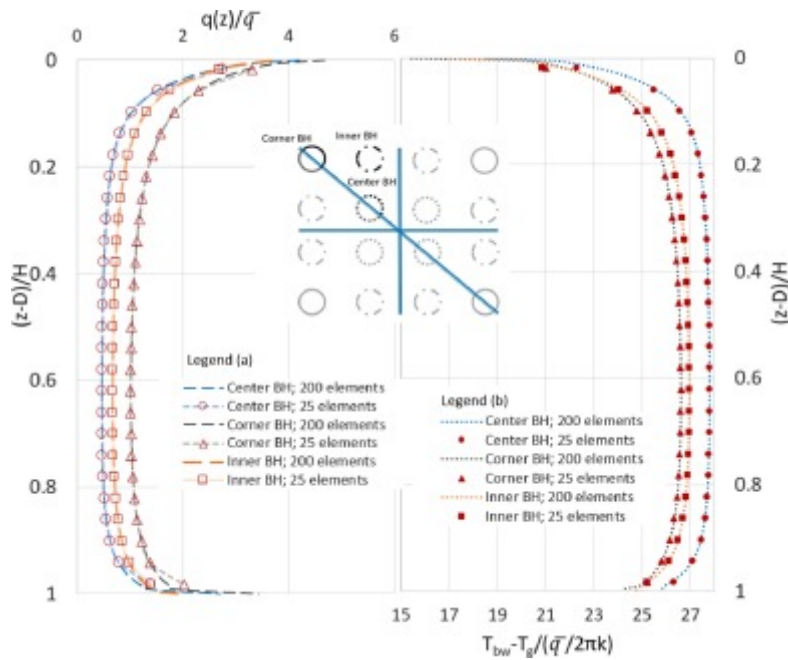 q(z)/q̅
0 2 4 6
0
0.2
0.4
0.6
0.8
1
(z-D)/H
Corner BH
Inner BH
Center BH
Legend (a)
Center BH; 200 elements
Center BH; 25 elements
Corner BH; 200 elements
Corner BH; 25 elements
Inner BH; 200 elements
Inner BH; 25 elements
Legend (b)
Center BH; 200 elements
Center BH; 25 elements
Corner BH; 200 elements
Corner BH; 25 elements
Inner BH; 200 elements
Inner BH; 25 elements
0
0.2
0.4
0.6
0.8
1
(z-D)/H
15 17 19 21 23 25 27
T_bw-T_g/(q̅/2πk)